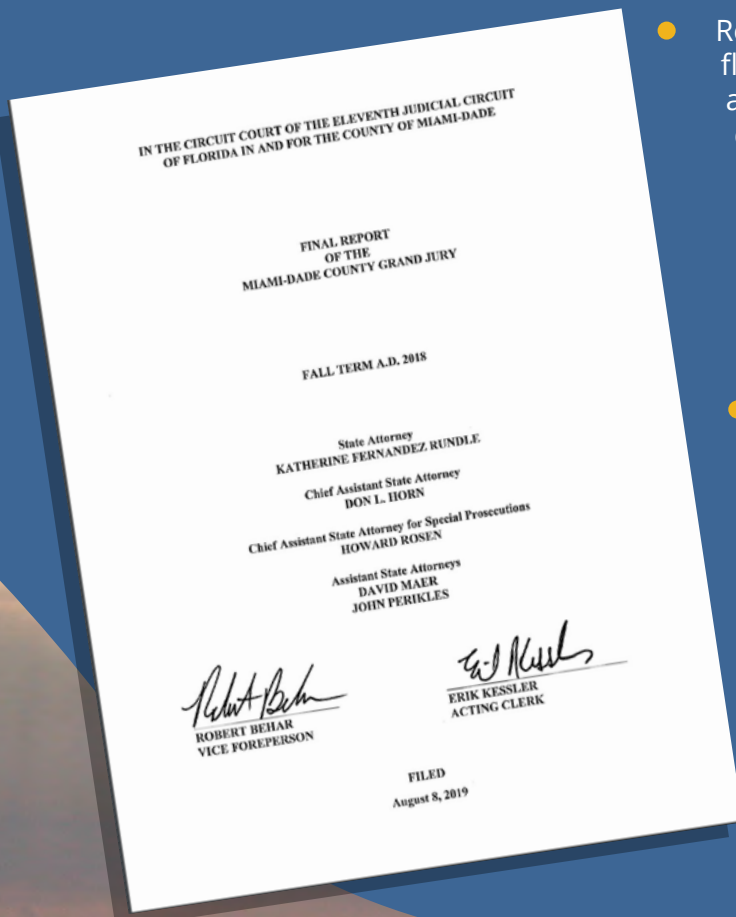 IN THE CIRCUIT COURT OF THE ELEVENTH JUDICIAL CIRCUIT
OF FLORIDA IN AND FOR THE COUNTY OF MIAMI-DADE
FINAL REPORT
OF THE
MIAMI-DADE COUNTY GRAND JURY
FALL TERM A.D. 2018
State Attorney
KATHERINE FERNANDEZ RUNDLE
Chief Assistant State Attorney
DON L. HORN
Chief Assistant State Attorney for Special Prosecutions
HOWARD ROSEN
Assistant State Attorneys
DAVID MAER
JOHN PERIKLES
ROBERT BEHAR
VICE FOREPERSON
ERIK KESSLER
ACTING CLERK
FILED
August 8, 2019